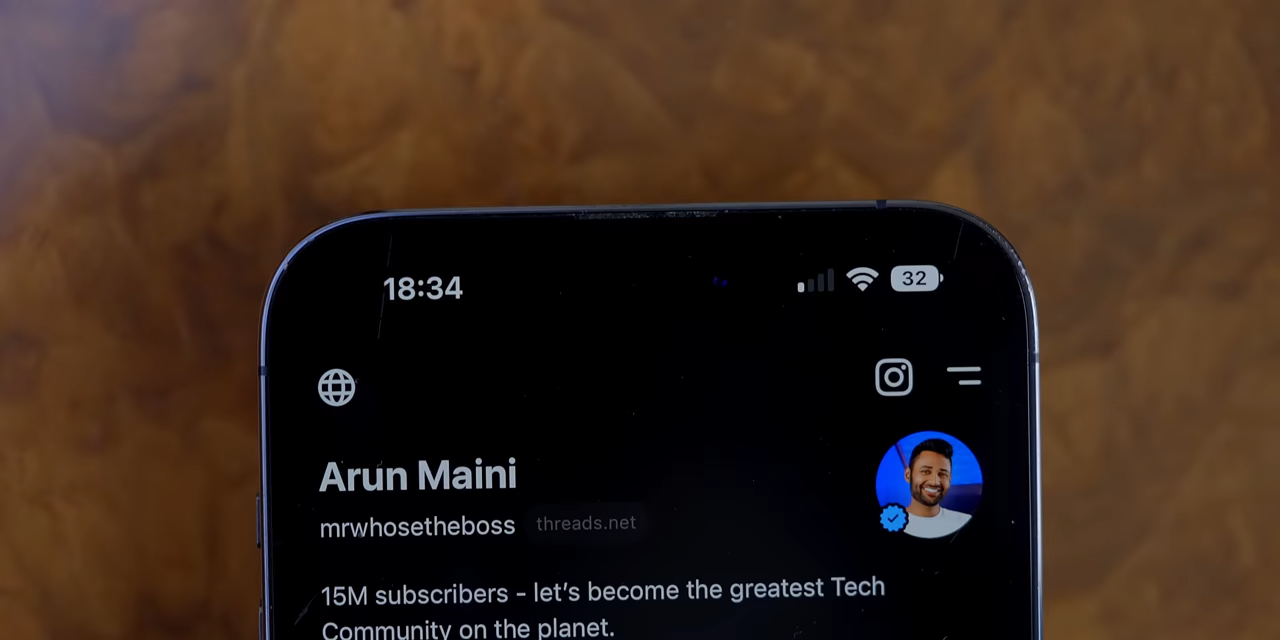 18:34 32
Arun Maini
mrwhosetheboss threads.net
15M subscribers - let's become the greatest Tech
Community on the planet.